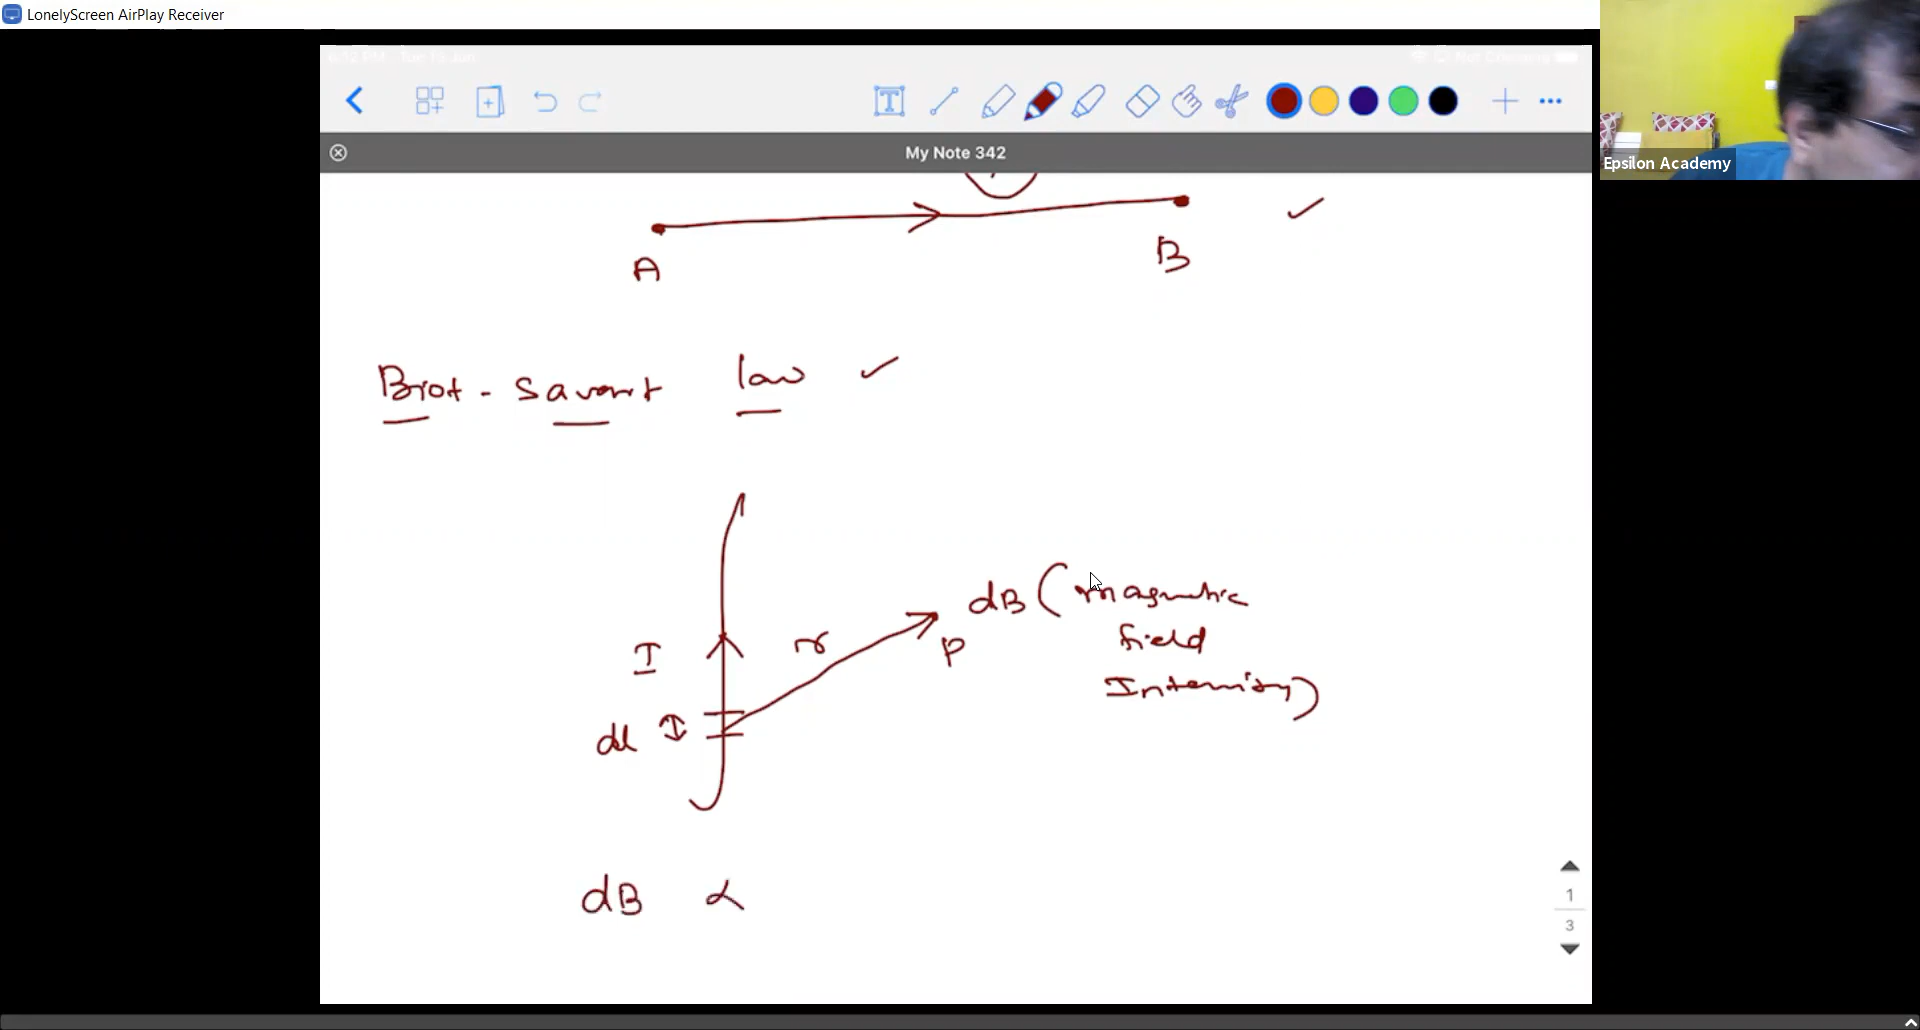 LonelyScreen AirPlay Receiver
T
My Note 342
Epsilon Academy
A
B
Biot - Savart law
I
r
P
dB (magnetic
field
Intensity)
dl
dB ∝
1
3